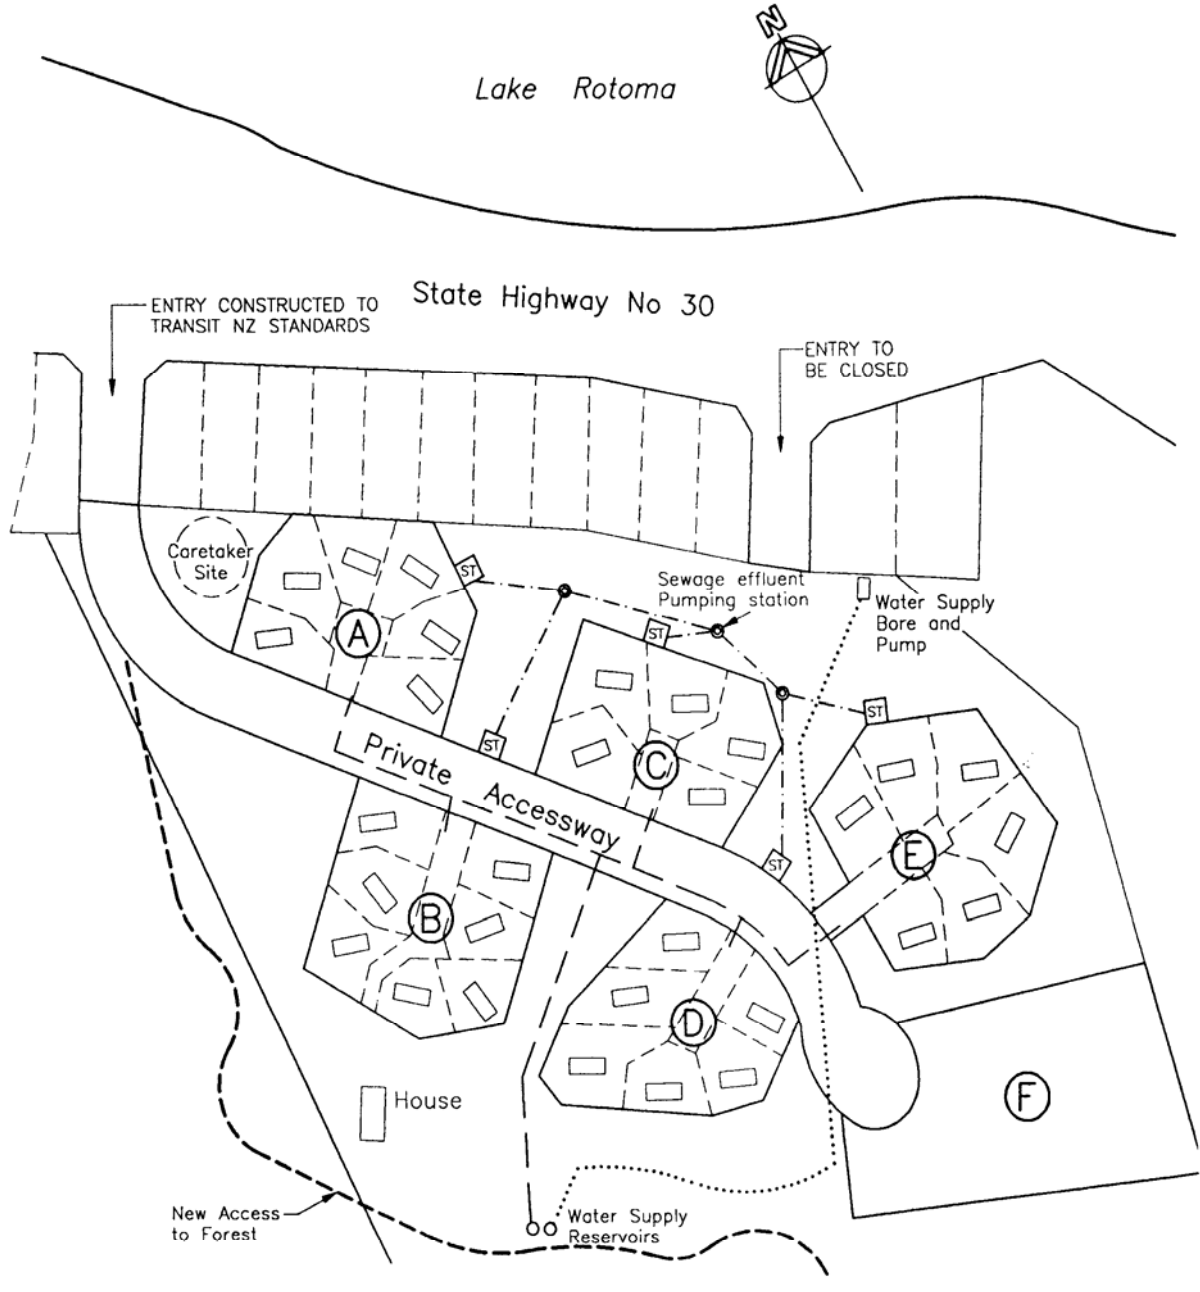 N
Lake Rotoma
State Highway No 30
ENTRY CONSTRUCTED TO
TRANSIT NZ STANDARDS
ENTRY TO
BE CLOSED
Caretaker
Site
ST
Sewage effluent
Pumping station
Water Supply
Bore and
Pump
A
ST
ST
ST
Private Accessway
C
E
ST
B
D
House
F
New Access
to Forest
Water Supply
Reservoirs